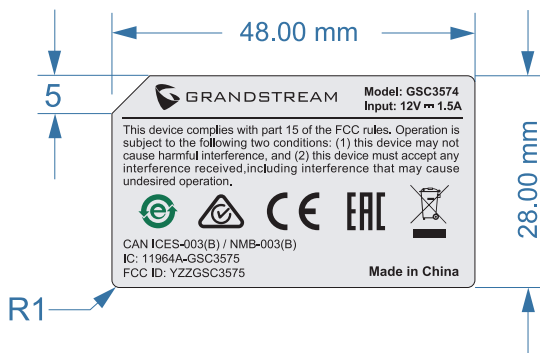 48.00 mm
5
GRANDSTREAM
Model: GSC3574
Input: 12V ⎓ 1.5A
This device complies with part 15 of the FCC rules. Operation is
subject to the following two conditions: (1) this device may not
cause harmful interference, and (2) this device must accept any
interference received,including interference that may cause
undesired operation.
e
CE
EAC
28.00 mm
CAN ICES-003(B) / NMB-003(B)
IC: 11964A-GSC3575
FCC ID: YZZGSC3575
Made in China
R1